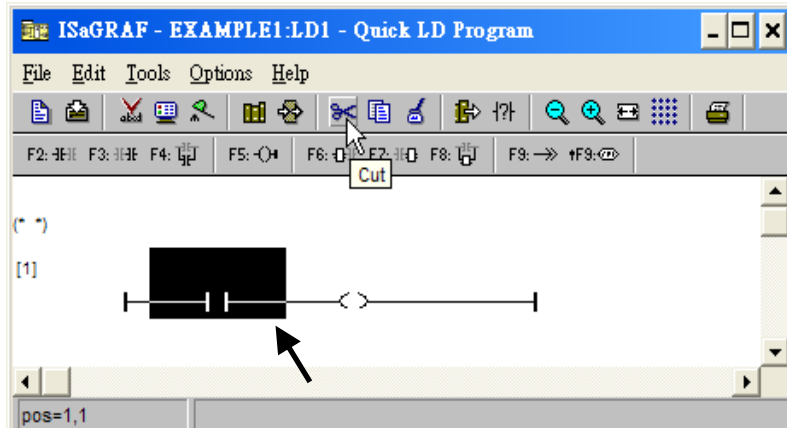 ISaGRAF - EXAMPLE1:LD1 - Quick LD Program
File Edit Tools Options Help
abcd
F2: F3: F4: F5: F6: F7: F8: F9: F9:
Cut
(* *)
[1]
pos=1,1